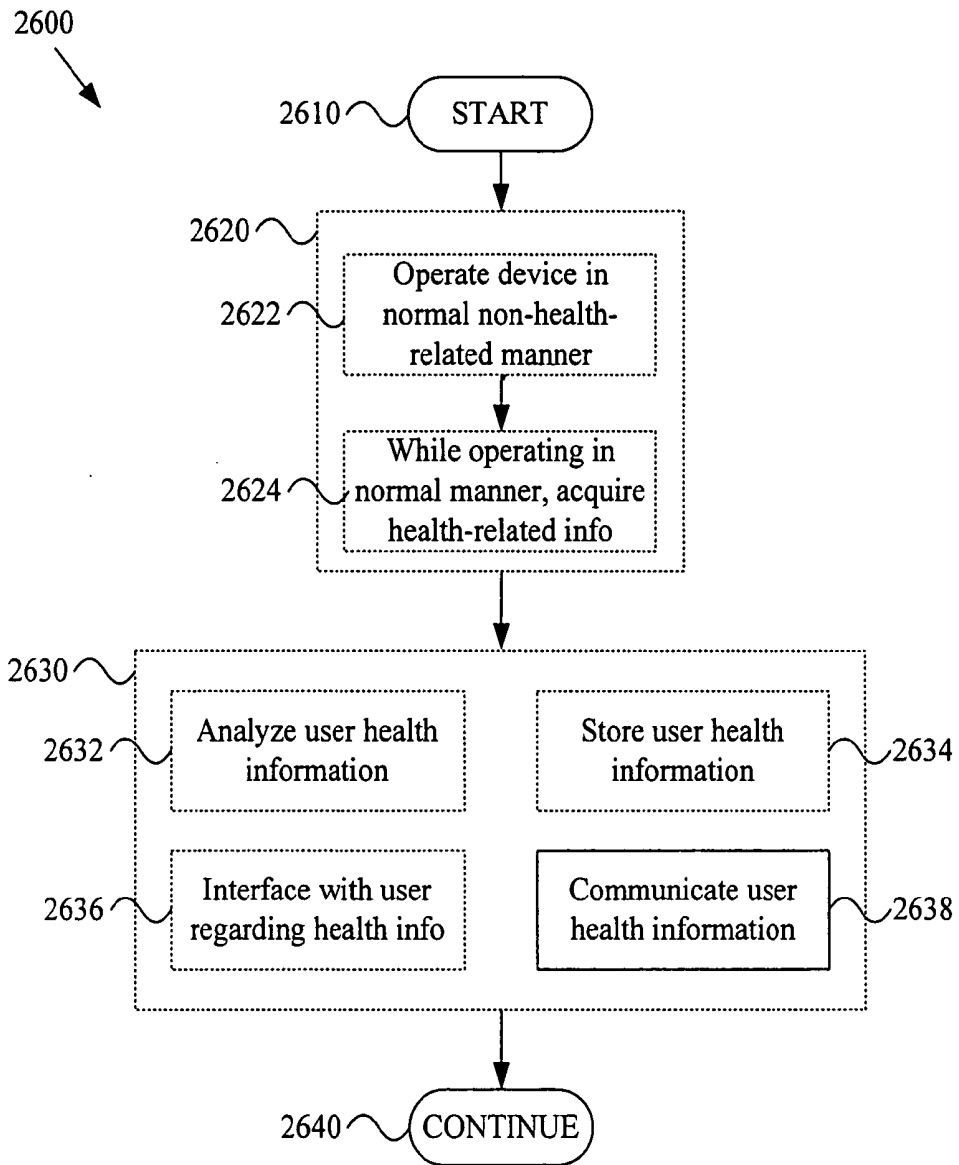 2600
2610
START
2620
2622
Operate device in
normal non-health-
related manner
2624
While operating in
normal manner, acquire
health-related info
2630
2632
Analyze user health
information
Store user health
information
2634
2636
Interface with user
regarding health info
Communicate user
health information
2638
2640
CONTINUE